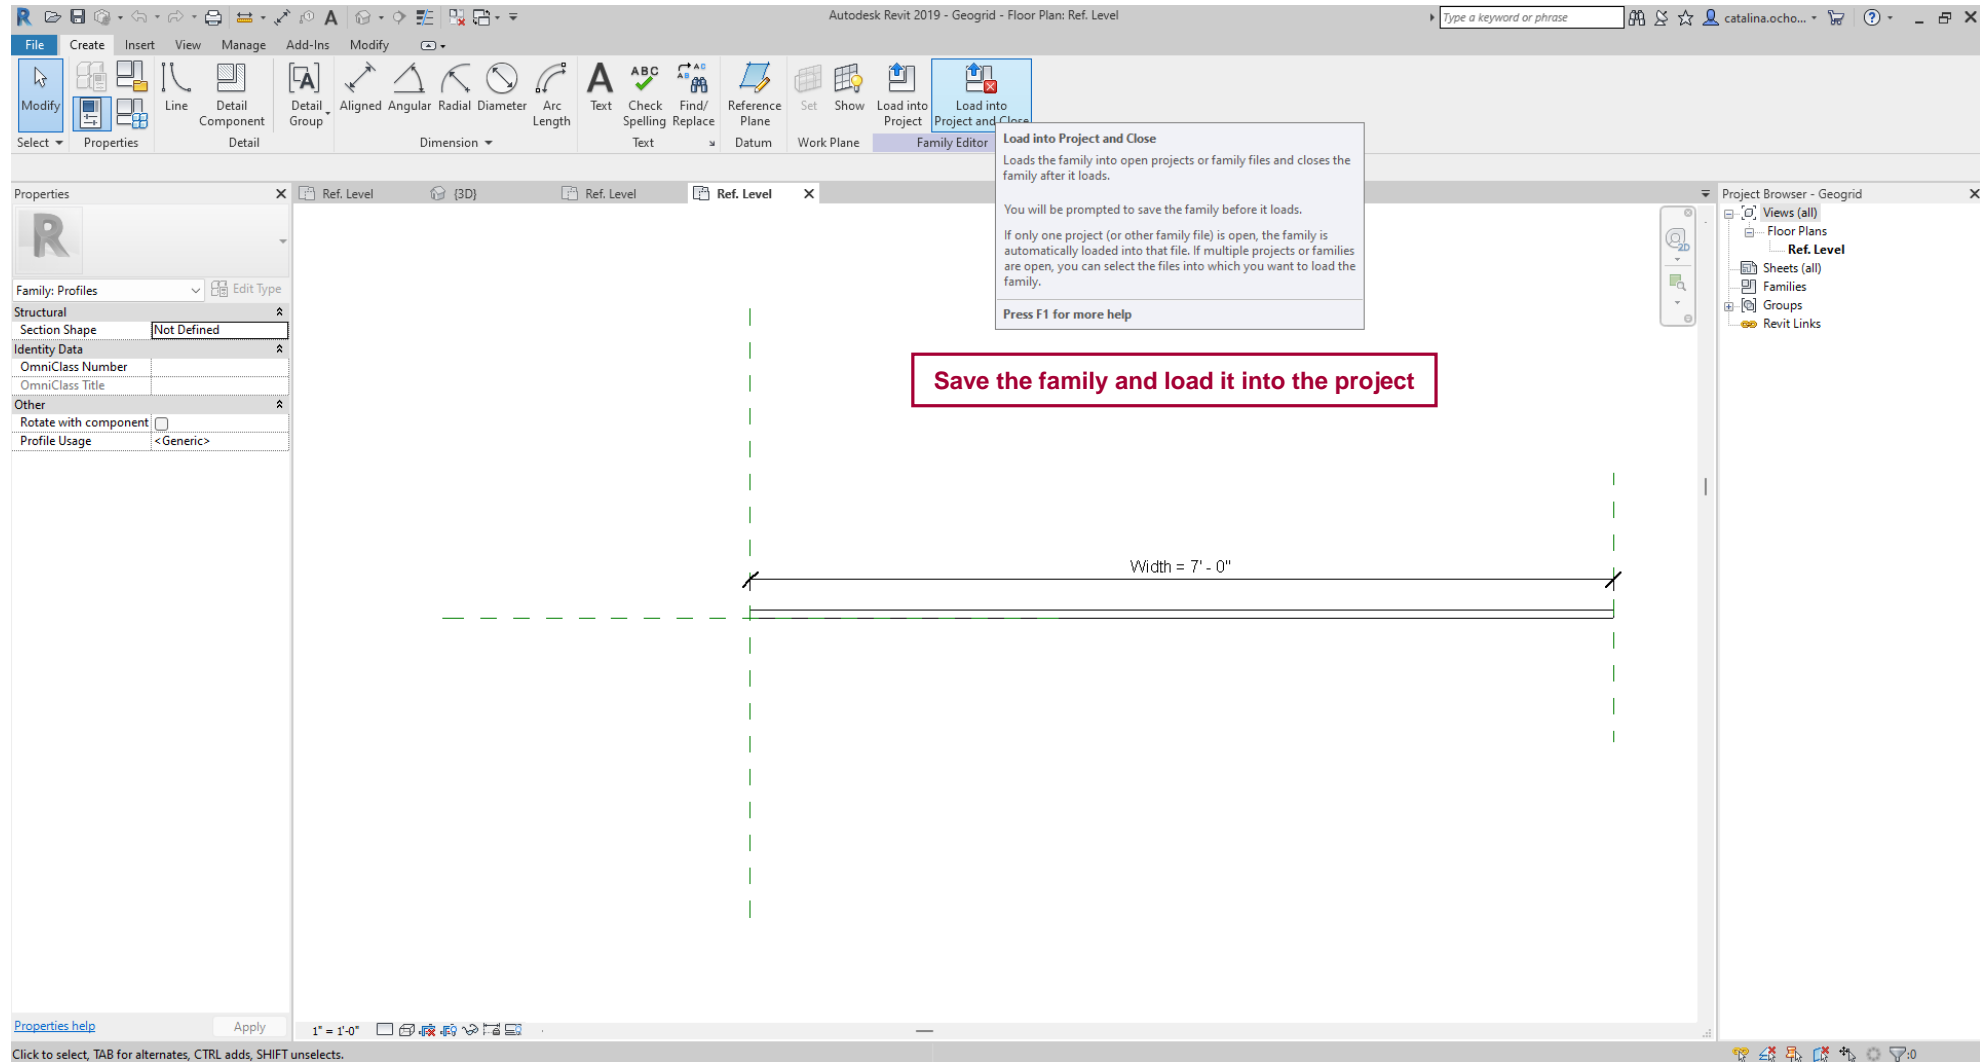 Autodesk Revit 2019 - Geogrid - Floor Plan: Ref. Level
Type a keyword or phrase
catalina.ocho...
File Create Insert View Manage Add-Ins Modify
Modify
Line
Detail
Component
Detail
Group
Aligned Angular Radial Diameter Arc
Length
Text Check
Spelling
Find/
Replace
Reference
Plane
Set Show Load into
Project
Load into
Project and Close
Select Properties Detail Dimension Text Datum Work Plane Family Editor
Load into Project and Close
Loads the family into open projects or family files and closes the
family after it loads.
You will be prompted to save the family before it loads.
If only one project (or other family file) is open, the family is
automatically loaded into that file. If multiple projects or families
are open, you can select the files into which you want to load the
family.
Press F1 for more help
Properties
Ref. Level {3D} Ref. Level Ref. Level
Family: Profiles Edit Type
Structural
Section Shape Not Defined
Identity Data
OmniClass Number
OmniClass Title
Other
Rotate with component
Profile Usage <Generic>
Save the family and load it into the project
Width = 7' - 0"
2D
Project Browser - Geogrid
Views (all)
Floor Plans
Ref. Level
Sheets (all)
Families
Groups
Revit Links
Properties help Apply
1" = 1'-0"
Click to select, TAB for alternates, CTRL adds, SHIFT unselects.
:0